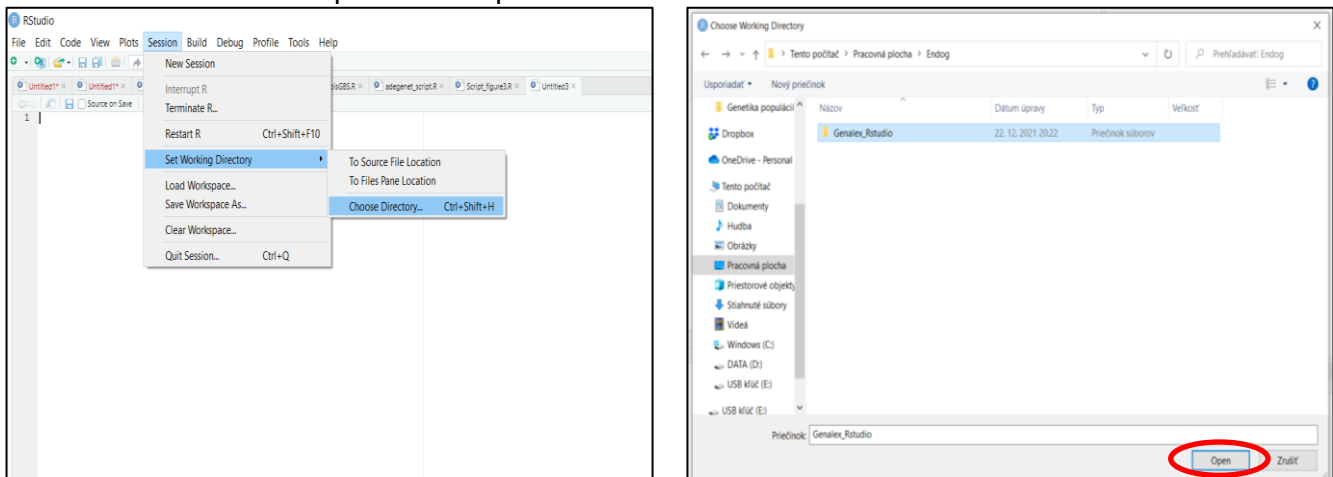 RStudio
File Edit Code View Plots Session Build Debug Profile Tools Help
Untitled1* × Untitled1* × bisGBS.R × adegenet_script.R × Script_figure3.R × Untitled3 ×
Source on Save
1
New Session
Interrupt R
Terminate R...
Restart R Ctrl+Shift+F10
Set Working Directory
Load Workspace...
Save Workspace As...
Clear Workspace...
Quit Session... Ctrl+Q
To Source File Location
To Files Pane Location
Choose Directory... Ctrl+Shift+H
Choose Working Directory
Tento počítač > Pracovná plocha > Endog
Prehľadávať: Endog
Usporiadať Nový priečinok
Názov Dátum úpravy Typ Veľkosť
Genalex_Rstudio 22. 12. 2021 20:22 Priečinok súborov
Genetika populácií
Dropbox
OneDrive - Personal
Tento počítač
Dokumenty
Hudba
Obrázky
Pracovná plocha
Priestorové objekty
Stiahnuté súbory
Videá
Windows (C:)
DATA (D:)
USB kľúč (E:)
USB kľúč (E:)
Priečinok: Genalex_Rstudio
Open Zrušiť